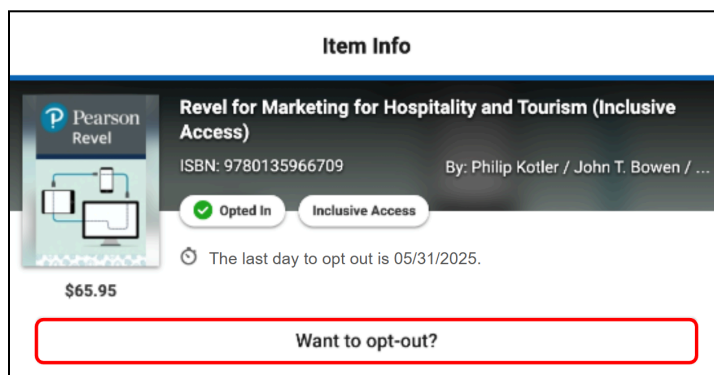 Item Info
Pearson
Revel
Revel for Marketing for Hospitality and Tourism (Inclusive
Access)
ISBN: 9780135966709
By: Philip Kotler / John T. Bowen / ...
Opted In
Inclusive Access
The last day to opt out is 05/31/2025.
$65.95
Want to opt-out?